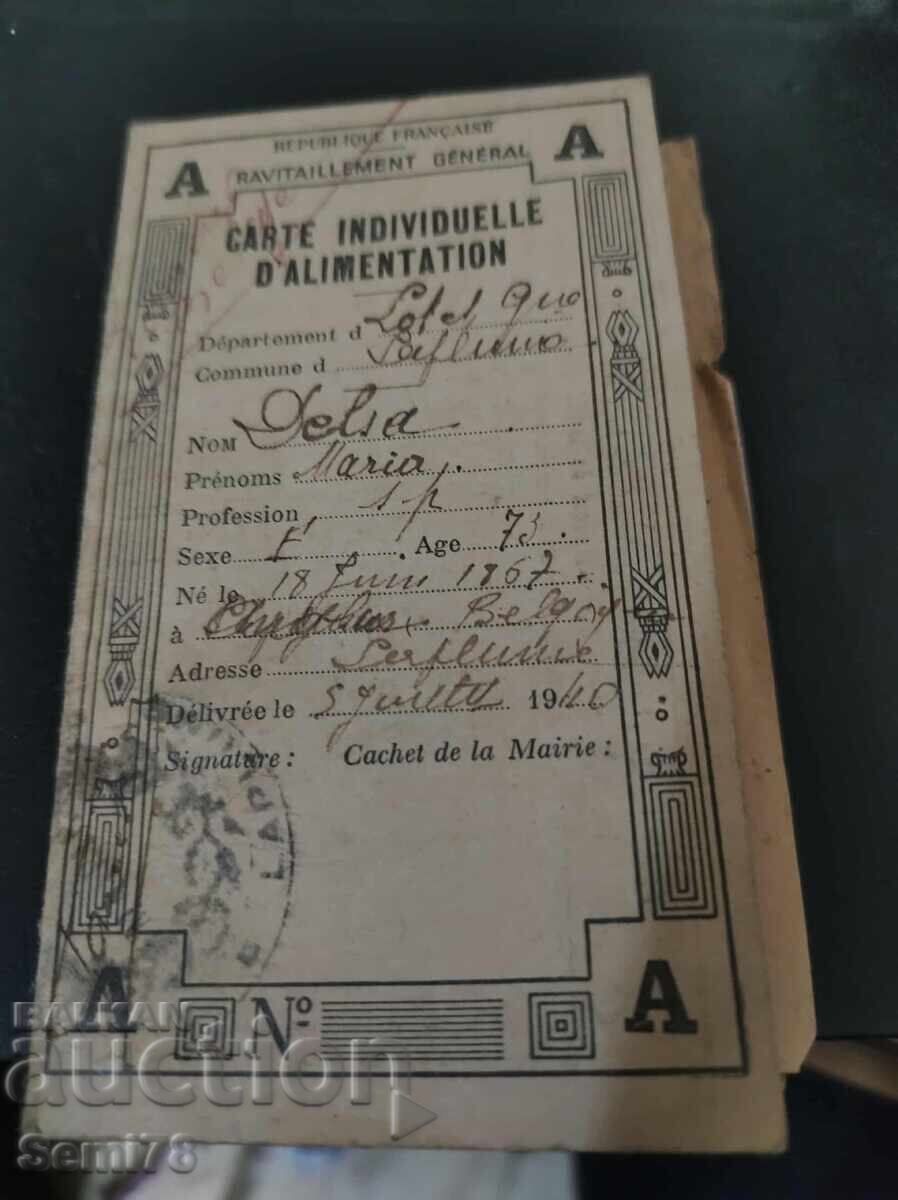 REPUBLIQUE FRANÇAISE
A RAVITAILLEMENT GÉNÉRAL A
CARTE INDIVIDUELLE
D'ALIMENTATION
Département d Lot et
Commune d
NOM Delsa
Prénoms Maria
Profession s p
Sexe F Age 73
Né le 18 Juin 1867
à Belgique
Adresse
Délivrée le 5 Juillet 1940
Signature : Cachet de la Mairie :
LAP
A Nº A
BALKAN
auction
Semi78